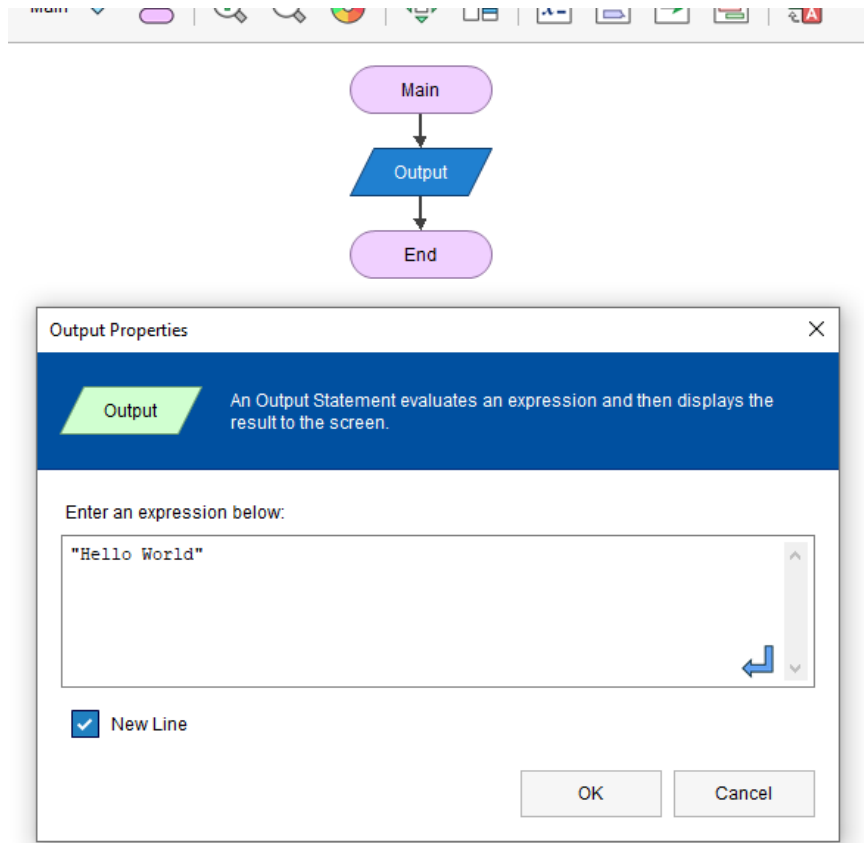 Main
Main
Output
End
Output Properties
Output
An Output Statement evaluates an expression and then displays the
result to the screen.
Enter an expression below:
"Hello World"
New Line
OK
Cancel